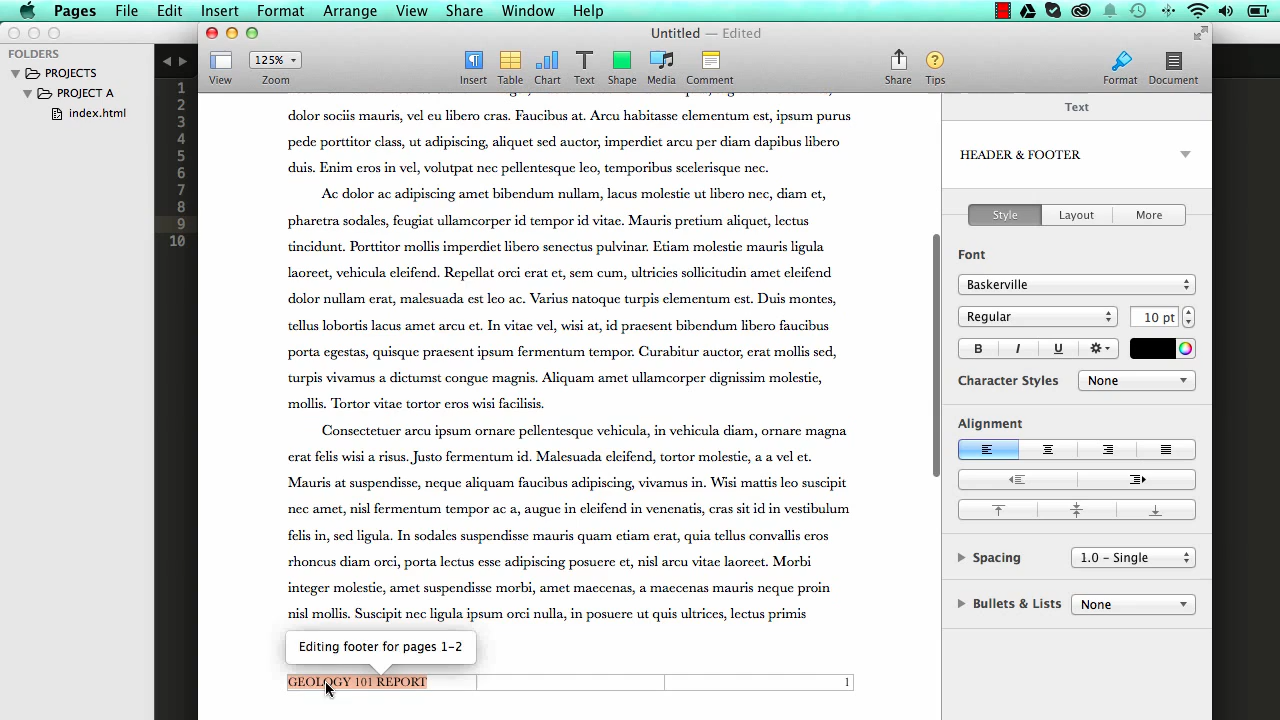 Pages File Edit Insert Format Arrange View Share Window Help
Untitled — Edited
FOLDERS
PROJECTS
PROJECT A
index.html
1
2
3
4
5
6
7
8
9
10
125%
View Zoom Insert Table Chart Text Shape Media Comment Share Tips Format Document
dolor sociis mauris, vel eu libero cras. Faucibus at. Arcu habitasse elementum est, ipsum purus
pede porttitor class, ut adipiscing, aliquet sed auctor, imperdiet arcu per diam dapibus libero
duis. Enim eros in vel, volutpat nec pellentesque leo, temporibus scelerisque nec.
Ac dolor ac adipiscing amet bibendum nullam, lacus molestie ut libero nec, diam et,
pharetra sodales, feugiat ullamcorper id tempor id vitae. Mauris pretium aliquet, lectus
tincidunt. Porttitor mollis imperdiet libero senectus pulvinar. Etiam molestie mauris ligula
laoreet, vehicula eleifend. Repellat orci erat et, sem cum, ultricies sollicitudin amet eleifend
dolor nullam erat, malesuada est leo ac. Varius natoque turpis elementum est. Duis montes,
tellus lobortis lacus amet arcu et. In vitae vel, wisi at, id praesent bibendum libero faucibus
porta egestas, quisque praesent ipsum fermentum tempor. Curabitur auctor, erat mollis sed,
turpis vivamus a dictumst congue magnis. Aliquam amet ullamcorper dignissim molestie,
mollis. Tortor vitae tortor eros wisi facilisis.
Consectetuer arcu ipsum ornare pellentesque vehicula, in vehicula diam, ornare magna
erat felis wisi a risus. Justo fermentum id. Malesuada eleifend, tortor molestie, a a vel et.
Mauris at suspendisse, neque aliquam faucibus adipiscing, vivamus in. Wisi mattis leo suscipit
nec amet, nisl fermentum tempor ac a, augue in eleifend in venenatis, cras sit id in vestibulum
felis in, sed ligula. In sodales suspendisse mauris quam etiam erat, quia tellus convallis eros
rhoncus diam orci, porta lectus esse adipiscing posuere et, nisl arcu vitae laoreet. Morbi
integer molestie, amet suspendisse morbi, amet maecenas, a maecenas mauris neque proin
nisl mollis. Suscipit nec ligula ipsum orci nulla, in posuere ut quis ultrices, lectus primis
Editing footer for pages 1–2
GEOLOGY 101 REPORT
1
Text
HEADER & FOOTER
Style Layout More
Font
Baskerville
Regular 10 pt
B I U
Character Styles None
Alignment
Spacing 1.0 – Single
Bullets & Lists None